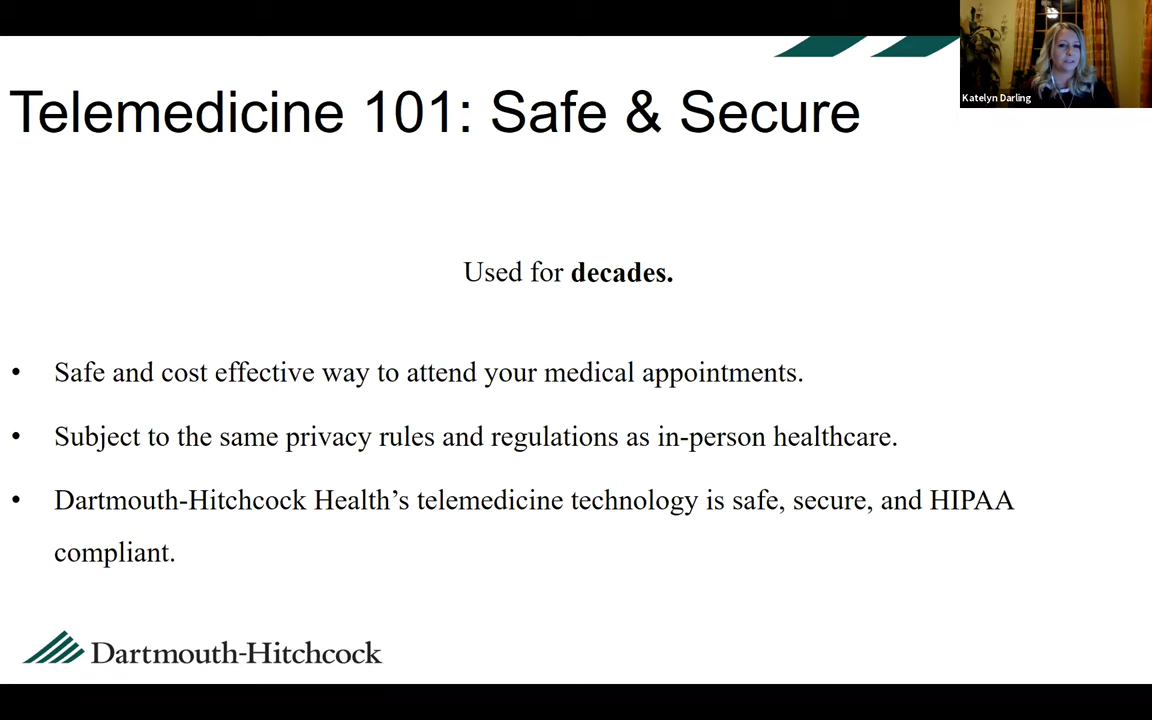 Katelyn Darling
Telemedicine 101: Safe & Secure
Used for decades.
• Safe and cost effective way to attend your medical appointments.
• Subject to the same privacy rules and regulations as in-person healthcare.
• Dartmouth-Hitchcock Health’s telemedicine technology is safe, secure, and HIPAA
compliant.
Dartmouth-Hitchcock